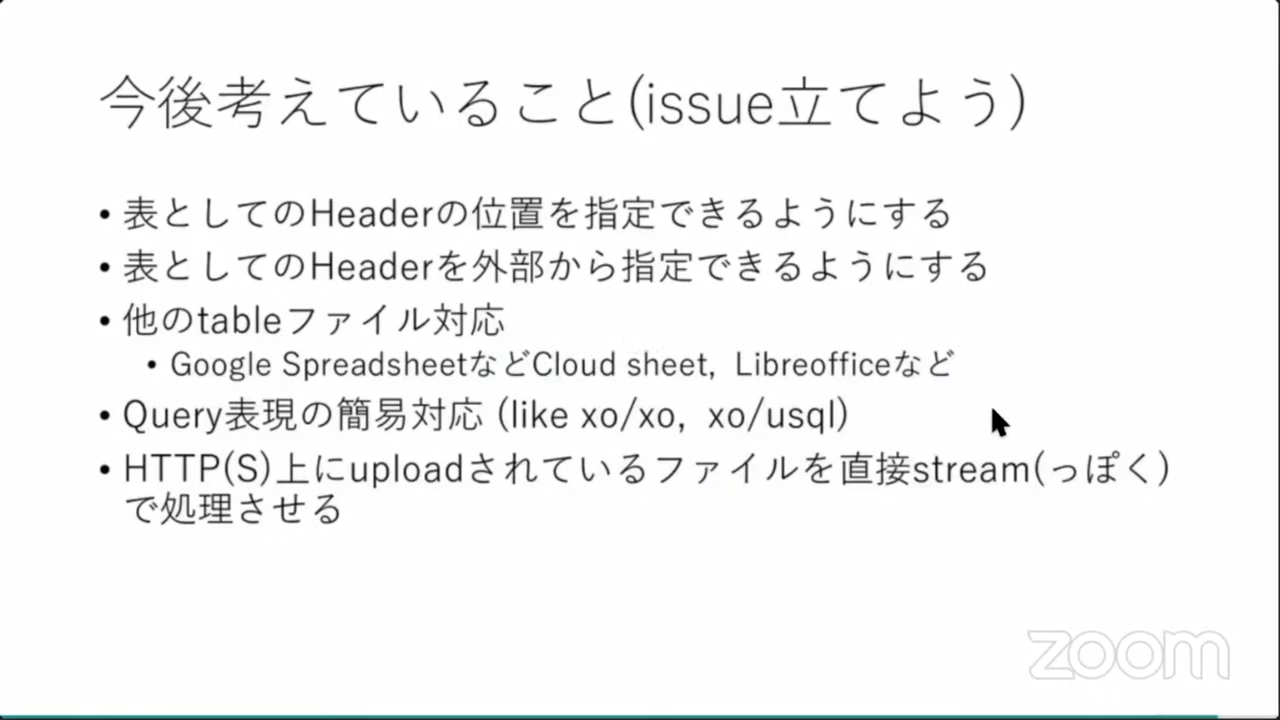 今後考えていること(issue立てよう)
• 表としてのHeaderの位置を指定できるようにする
• 表としてのHeaderを外部から指定できるようにする
• 他のtableファイル対応
• Google SpreadsheetなどCloud sheet, Libreofficeなど
• Query表現の簡易対応 (like xo/xo, xo/usql)
• HTTP(S)上にuploadされているファイルを直接stream(っぽく)
で処理させる
zoom